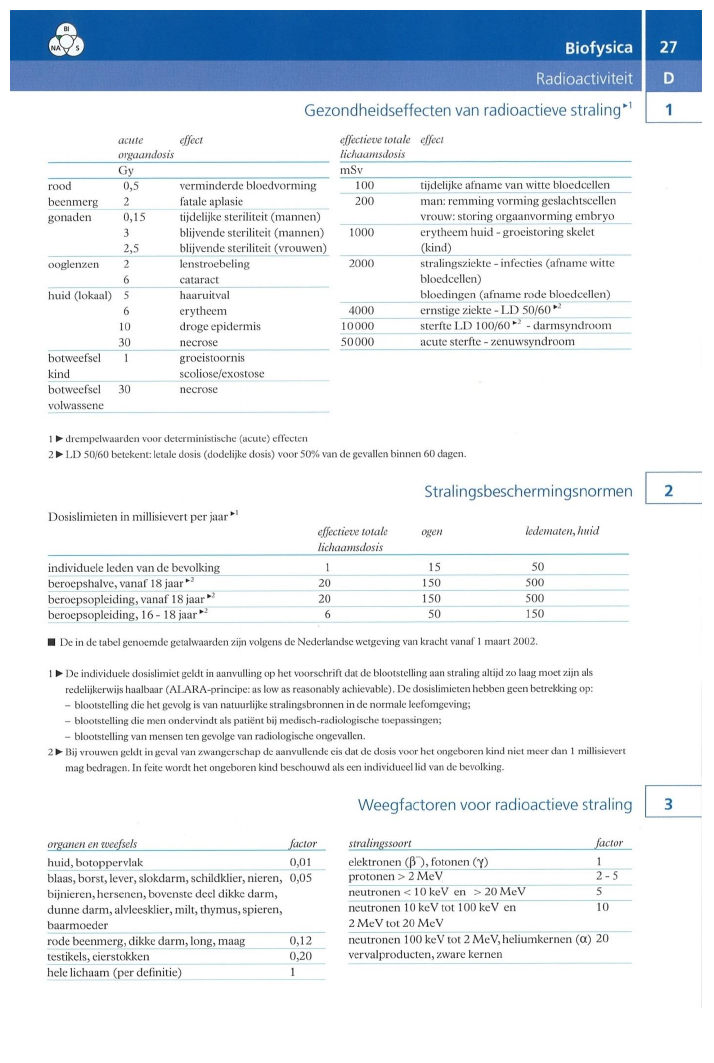 BI
NA S
Biofysica 27
Radioactiviteit D
Gezondheidseffecten van radioactieve straling►1 1
acute effect
orgaandosis
Gy
rood 0,5 verminderde bloedvorming
beenmerg 2 fatale aplasie
gonaden 0,15 tijdelijke steriliteit (mannen)
3 blijvende steriliteit (mannen)
2,5 blijvende steriliteit (vrouwen)
ooglenzen 2 lenstroebeling
6 cataract
huid (lokaal) 5 haaruitval
6 erytheem
10 droge epidermis
30 necrose
botweefsel 1 groeistoornis
kind scoliose/exostose
botweefsel 30 necrose
volwassene
effectieve totale effect
lichaamsdosis
mSv
100 tijdelijke afname van witte bloedcellen
200 man: remming vorming geslachtscellen
vrouw: storing orgaanvorming embryo
1000 erytheem huid - groeistoring skelet
(kind)
2000 stralingsziekte - infecties (afname witte
bloedcellen)
bloedingen (afname rode bloedcellen)
4000 ernstige ziekte - LD 50/60►2
10000 sterfte LD 100/60►2 - darmsyndroom
50000 acute sterfte - zenuwsyndroom
1► drempelwaarden voor deterministische (acute) effecten
2► LD 50/60 betekent: letale dosis (dodelijke dosis) voor 50% van de gevallen binnen 60 dagen.
Stralingsbeschermingsnormen 2
Dosislimieten in millisievert per jaar►1
effectieve totale ogen ledematen, huid
lichaamsdosis
individuele leden van de bevolking 1 15 50
beroepshalve, vanaf 18 jaar►2 20 150 500
beroepsopleiding, vanaf 18 jaar►2 20 150 500
beroepsopleiding, 16 - 18 jaar►2 6 50 150
■ De in de tabel genoemde getalwaarden zijn volgens de Nederlandse wetgeving van kracht vanaf 1 maart 2002.
1► De individuele dosislimiet geldt in aanvulling op het voorschrift dat de blootstelling aan straling altijd zo laag moet zijn als
redelijkerwijs haalbaar (ALARA-principe: as low as reasonably achievable). De dosislimieten hebben geen betrekking op:
– blootstelling die het gevolg is van natuurlijke stralingsbronnen in de normale leefomgeving;
– blootstelling die men ondervindt als patiënt bij medisch-radiologische toepassingen;
– blootstelling van mensen ten gevolge van radiologische ongevallen.
2► Bij vrouwen geldt in geval van zwangerschap de aanvullende eis dat de dosis voor het ongeboren kind niet meer dan 1 millisievert
mag bedragen. In feite wordt het ongeboren kind beschouwd als een individueel lid van de bevolking.
Weegfactoren voor radioactieve straling 3
organen en weefsels factor
huid, botoppervlak 0,01
blaas, borst, lever, slokdarm, schildklier, nieren, 0,05
bijnieren, hersenen, bovenste deel dikke darm,
dunne darm, alvleesklier, milt, thymus, spieren,
baarmoeder
rode beenmerg, dikke darm, long, maag 0,12
testikels, eierstokken 0,20
hele lichaam (per definitie) 1
stralingssoort factor
elektronen (β⁻), fotonen (γ) 1
protonen > 2 MeV 2 - 5
neutronen < 10 keV en > 20 MeV 5
neutronen 10 keV tot 100 keV en 10
2 MeV tot 20 MeV
neutronen 100 keV tot 2 MeV, heliumkernen (α) 20
vervalproducten, zware kernen